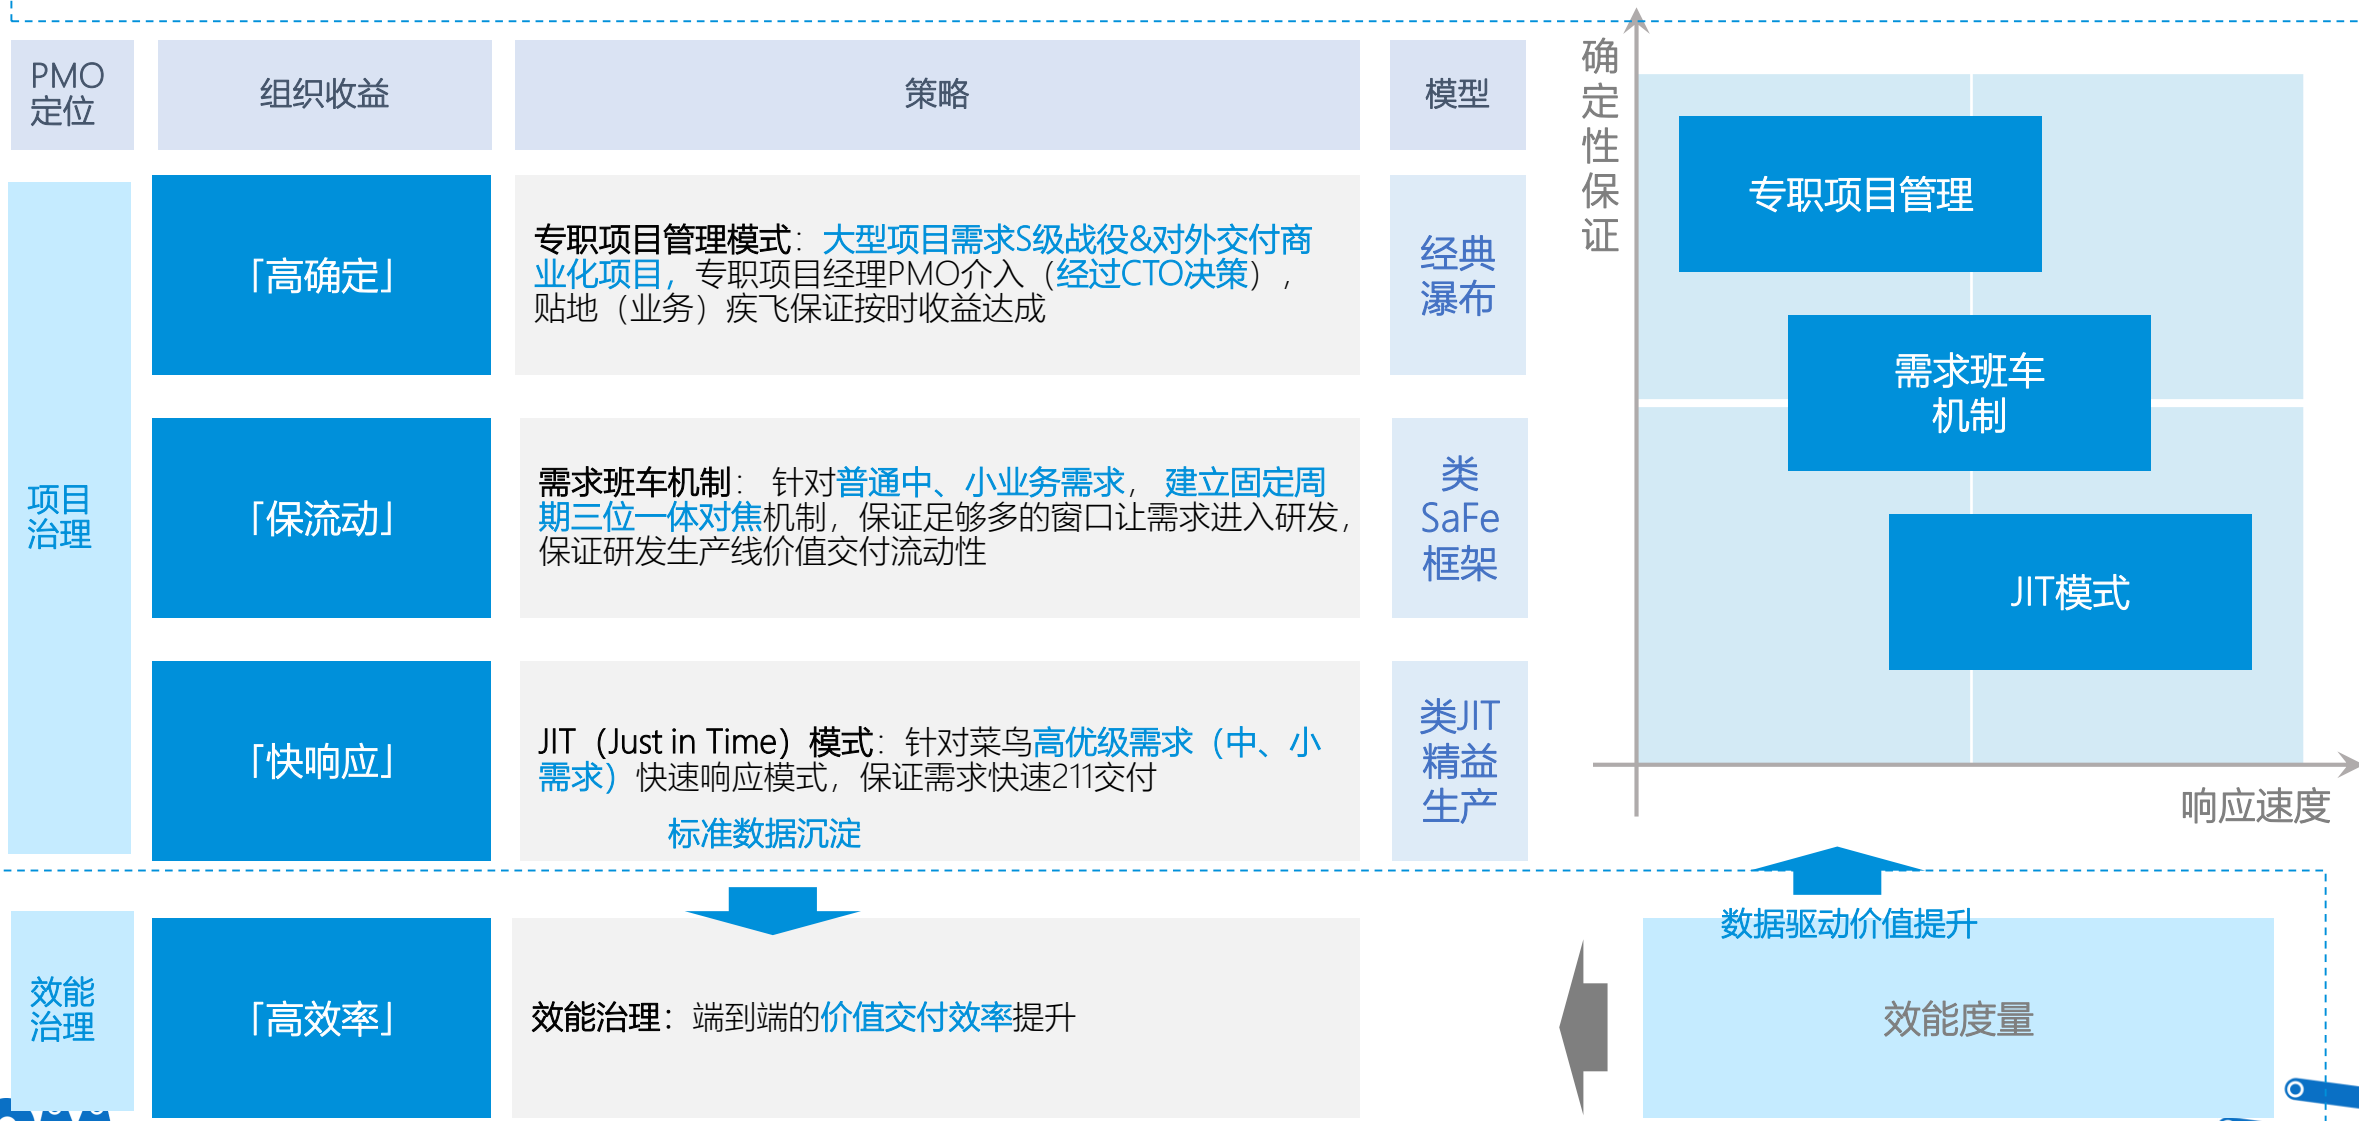 PMO
定位
组织收益
策略
模型
项目
治理
「高确定」
专职项目管理模式：大型项目需求S级战役&对外交付商
业化项目，专职项目经理PMO介入（经过CTO决策），
贴地（业务）疾飞保证按时收益达成
经典
瀑布
「保流动」
需求班车机制： 针对普通中、小业务需求， 建立固定周
期三位一体对焦机制，保证足够多的窗口让需求进入研发，
保证研发生产线价值交付流动性
类
SaFe
框架
「快响应」
JIT（Just in Time）模式：针对菜鸟高优级需求（中、小
需求）快速响应模式，保证需求快速211交付
标准数据沉淀
类JIT
精益
生产
确
定
性
保
证
专职项目管理
需求班车
机制
JIT模式
响应速度
效能
治理
「高效率」
效能治理：端到端的价值交付效率提升
数据驱动价值提升
效能度量